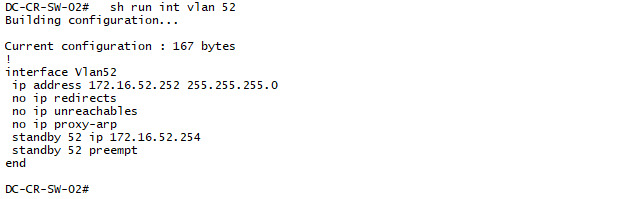 DC-CR-SW-02#   sh run int vlan 52
Building configuration...

Current configuration : 167 bytes
!
interface Vlan52
 ip address 172.16.52.252 255.255.255.0
 no ip redirects
 no ip unreachables
 no ip proxy-arp
 standby 52 ip 172.16.52.254
 standby 52 preempt
end

DC-CR-SW-02#